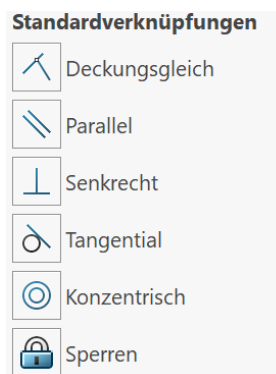 Standardverknüpfungen
Deckungsgleich
Parallel
Senkrecht
Tangential
Konzentrisch
Sperren